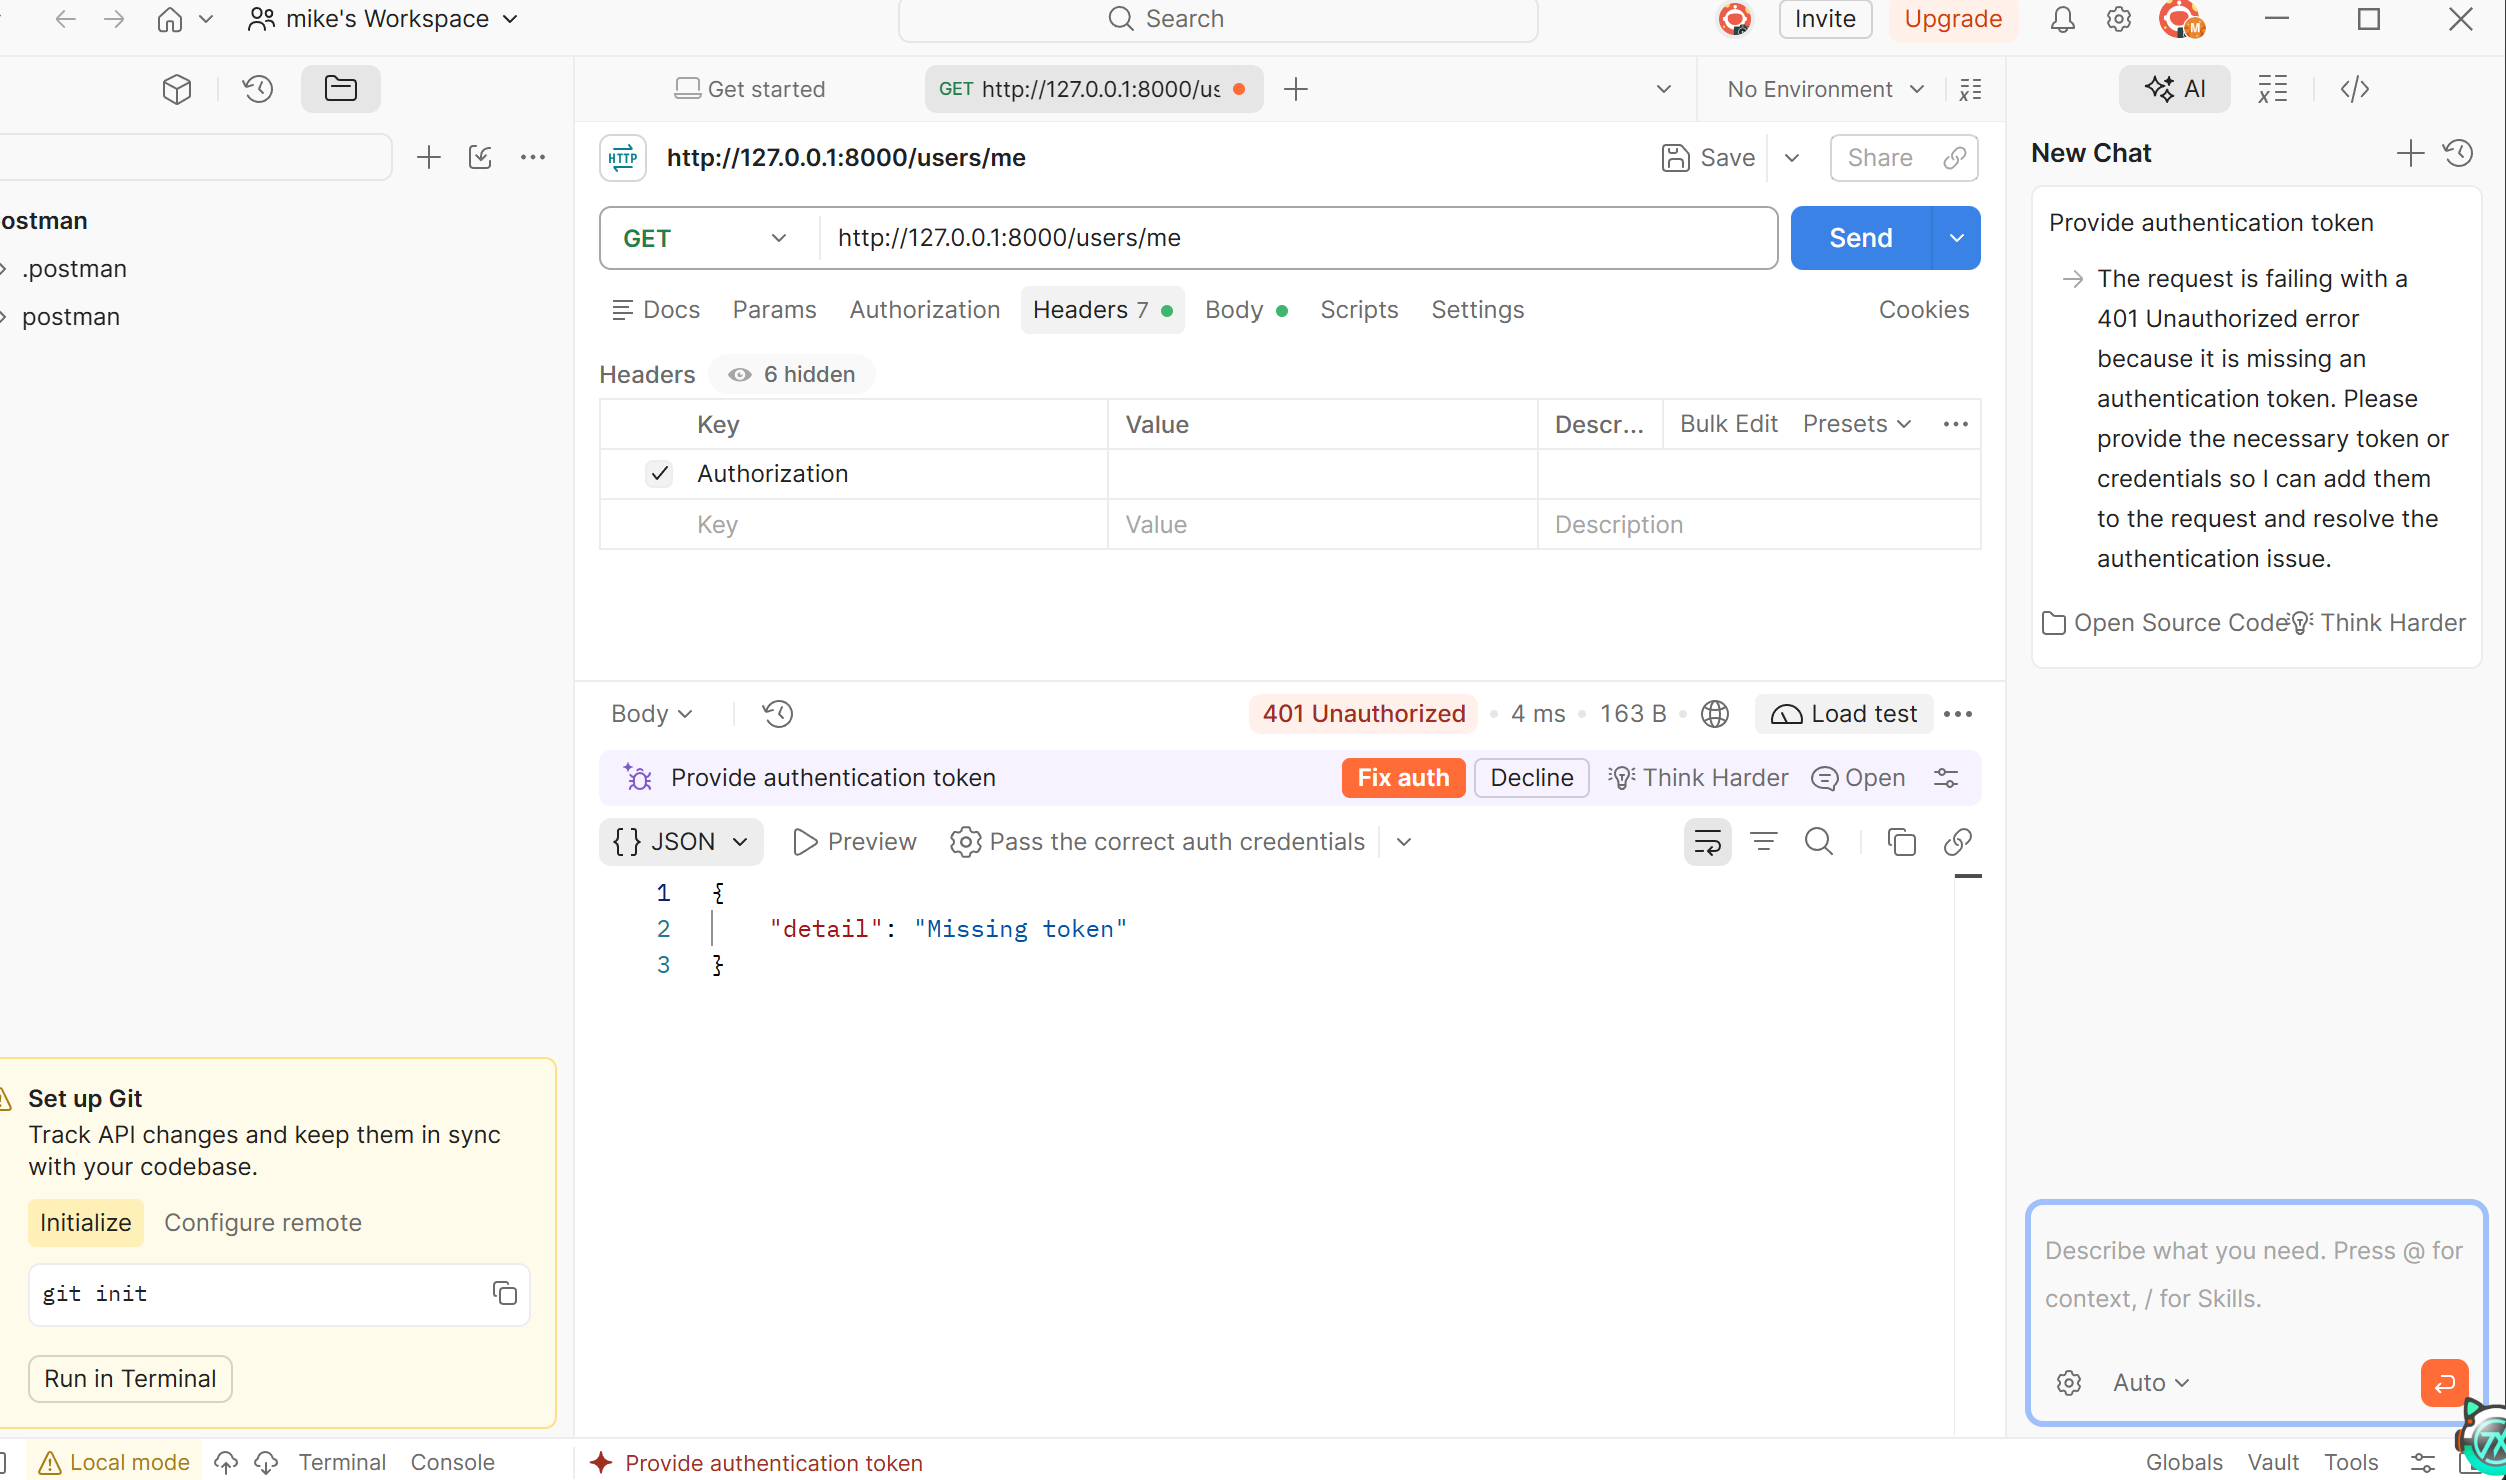 mike's Workspace
Search
Invite
Upgrade
M
Get started
GET http://127.0.0.1:8000/us
No Environment
AI
HTTP
http://127.0.0.1:8000/users/me
Save
Share
New Chat
ostman
.postman
postman
GET
http://127.0.0.1:8000/users/me
Send
Docs
Params
Authorization
Headers 7
Body
Scripts
Settings
Cookies
Headers
6 hidden
Key
Value
Descr...
Bulk Edit
Presets
Authorization
Key
Value
Description
Provide authentication token
The request is failing with a
401 Unauthorized error
because it is missing an
authentication token. Please
provide the necessary token or
credentials so I can add them
to the request and resolve the
authentication issue.
Open Source Code
Think Harder
Body
401 Unauthorized
4 ms
163 B
Load test
Provide authentication token
Fix auth
Decline
Think Harder
Open
{} JSON
Preview
Pass the correct auth credentials
1 {
2 "detail": "Missing token"
3 }
Set up Git
Track API changes and keep them in sync
with your codebase.
Initialize
Configure remote
git init
Run in Terminal
Describe what you need. Press @ for
context, / for Skills.
Auto
Local mode
Terminal
Console
Provide authentication token
Globals
Vault
Tools